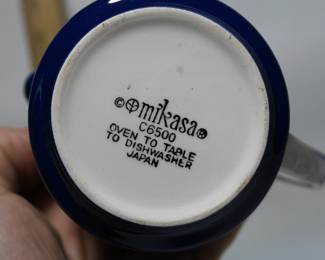 © mikasa®
C6500
OVEN TO TABLE
TO DISHWASHER
JAPAN